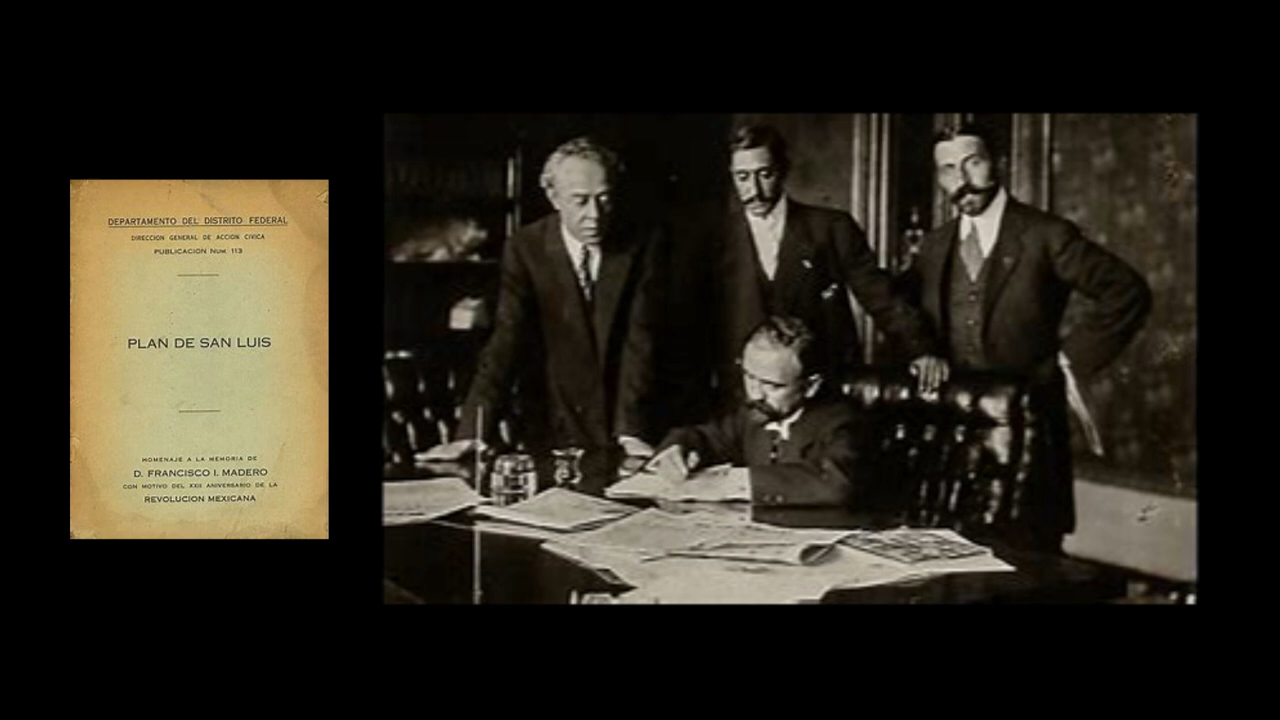 DEPARTAMENTO DEL DISTRITO FEDERAL
DIRECCION GENERAL DE ACCION CIVICA
PUBLICACION NUM. 113
PLAN DE SAN LUIS
HOMENAJE A LA MEMORIA DE
D. FRANCISCO I. MADERO
CON MOTIVO DEL XXII ANIVERSARIO DE LA
REVOLUCION MEXICANA